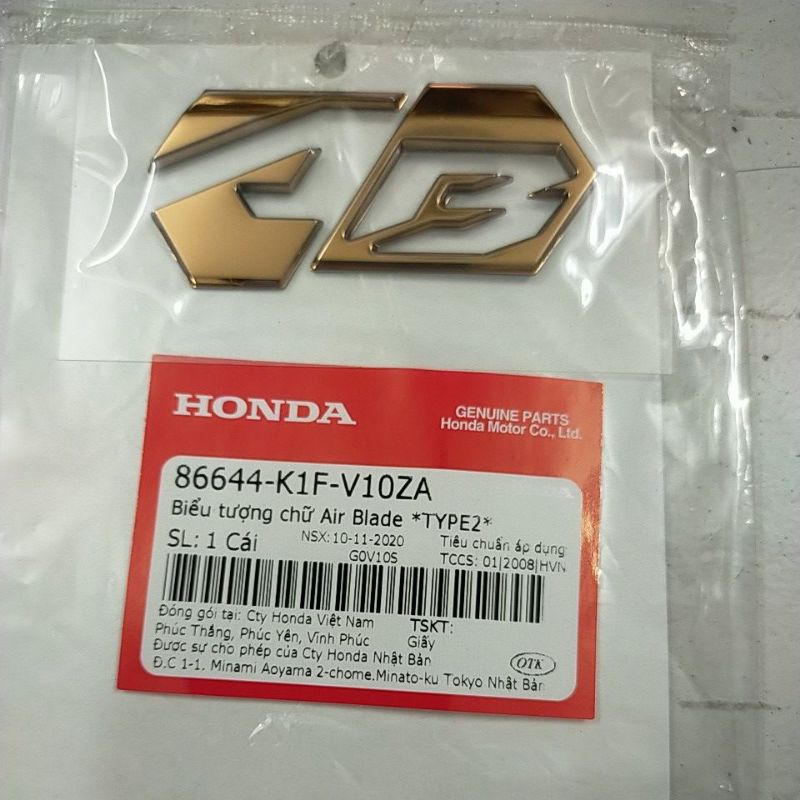 HONDA
GENUINE PARTS
Honda Motor Co., Ltd.
86644-K1F-V10ZA
Biểu tượng chữ Air Blade *TYPE2*
SL: 1 Cái
NSX: 10-11-2020
Tiêu chuẩn áp dụng
G0V10S
TCCS: 01|2008|HVN
Đóng gói tại: Cty Honda Việt Nam
TSKT:
Phúc Thắng, Phúc Yên, Vĩnh Phúc
Giấy
Được sự cho phép của Cty Honda Nhật Bản
Đ.C 1-1. Minami Aoyama 2-chome.Minato-ku Tokyo Nhật Bản
OTK